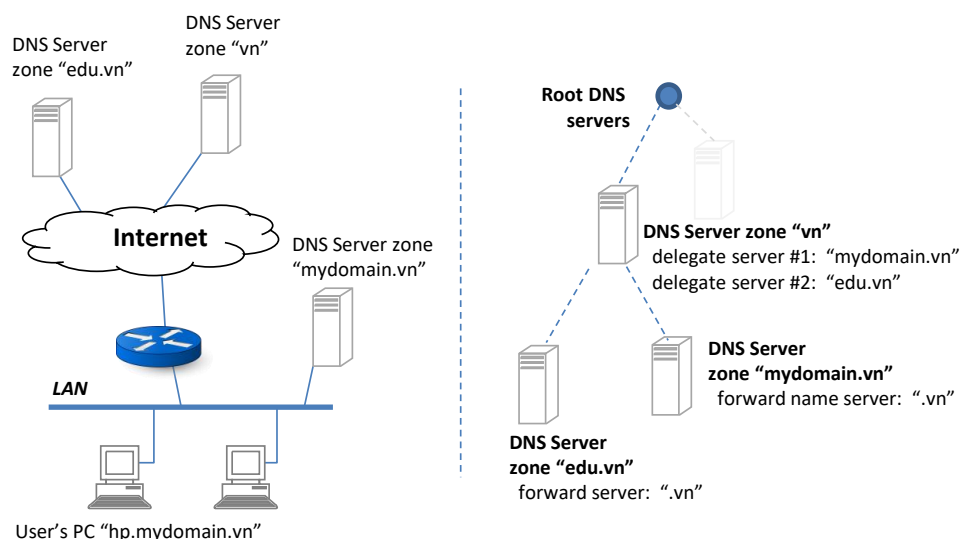 DNS Server
zone “edu.vn”
DNS Server
zone “vn”
Internet
DNS Server zone
“mydomain.vn”
LAN
User’s PC “hp.mydomain.vn”
Root DNS
servers
DNS Server zone “vn”
delegate server #1: “mydomain.vn”
delegate server #2: “edu.vn”
DNS Server
zone “mydomain.vn”
forward name server: “.vn”
DNS Server
zone “edu.vn”
forward server: “.vn”